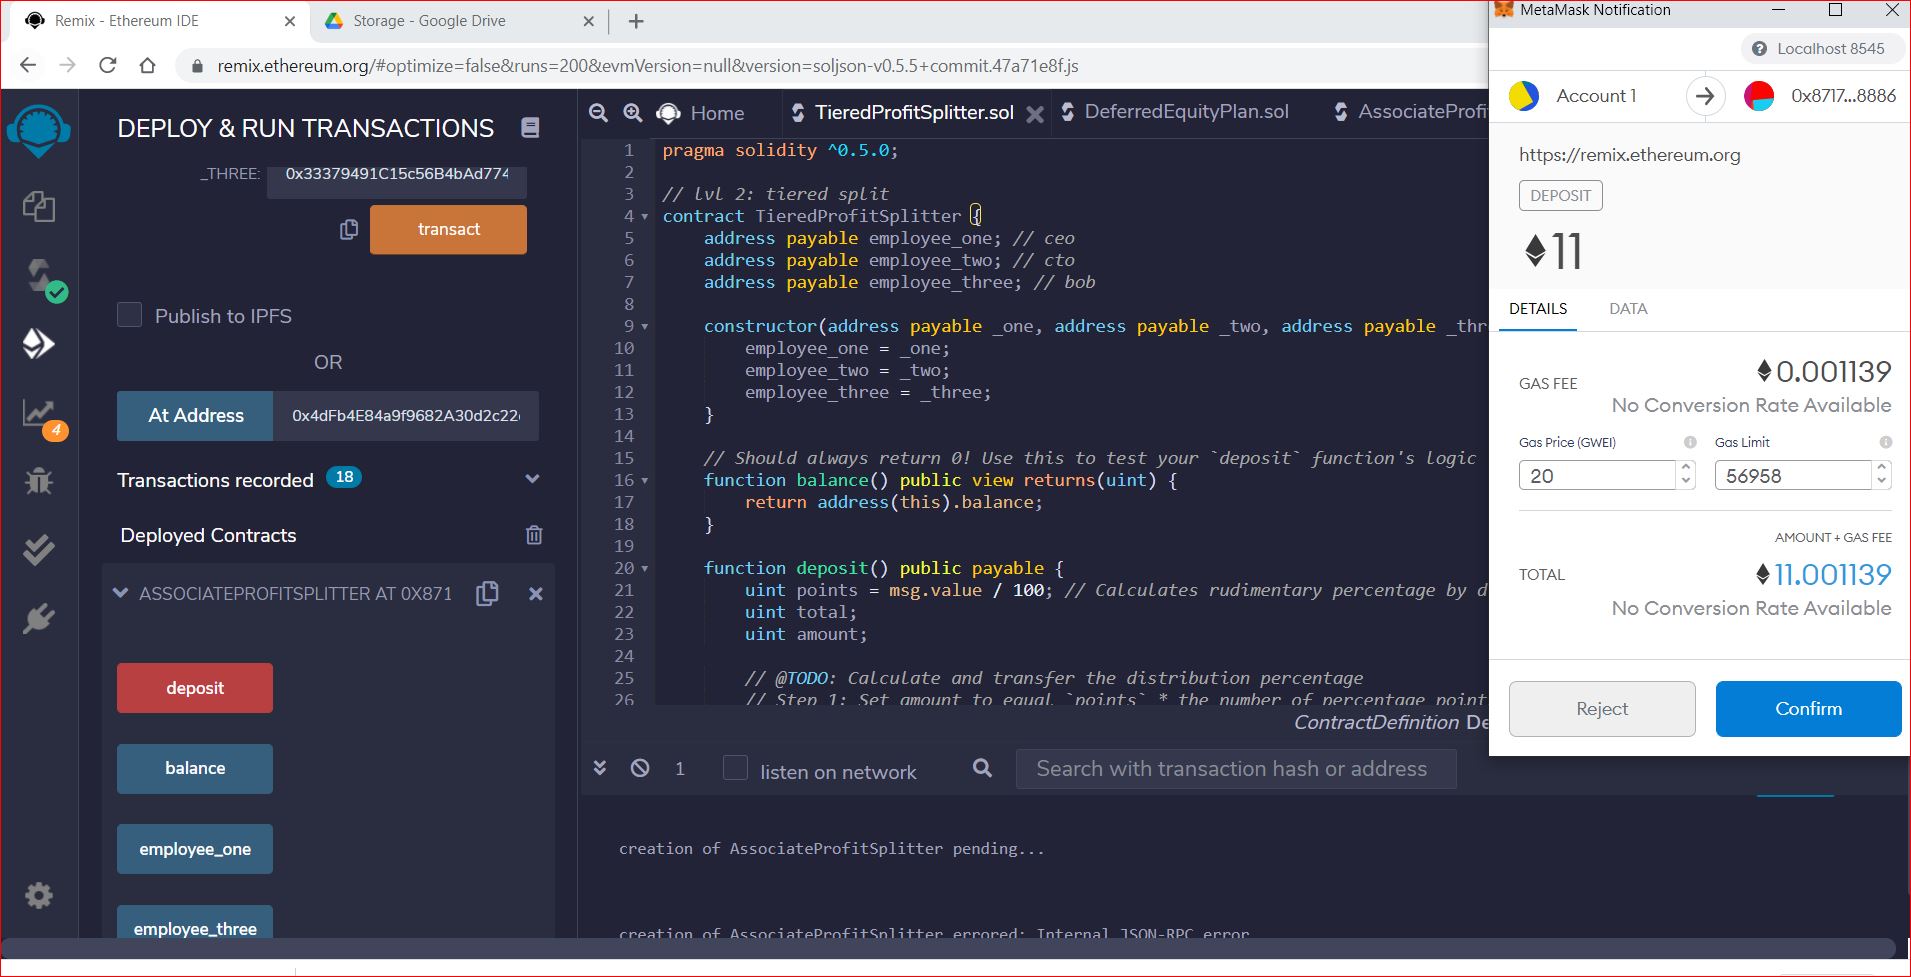 Remix - Ethereum IDE
Storage - Google Drive
remix.ethereum.org/#optimize=false&runs=200&evmVersion=null&version=soljson-v0.5.5+commit.47a71e8f.js
DEPLOY & RUN TRANSACTIONS
_THREE: 0x33379491C15c56B4bAd774
transact
Publish to IPFS
OR
At Address 0x4dFb4E84a9f9682A30d2c22
Transactions recorded 18
Deployed Contracts
ASSOCIATEPROFITSPLITTER AT 0X871
deposit
balance
employee_one
employee_three
4
Home
TieredProfitSplitter.sol
DeferredEquityPlan.sol
AssociateProfi
1 pragma solidity ^0.5.0;
2
3 // lvl 2: tiered split
4 contract TieredProfitSplitter {
5 address payable employee_one; // ceo
6 address payable employee_two; // cto
7 address payable employee_three; // bob
8
9 constructor(address payable _one, address payable _two, address payable _thr
10 employee_one = _one;
11 employee_two = _two;
12 employee_three = _three;
13 }
14
15 // Should always return 0! Use this to test your `deposit` function's logic
16 function balance() public view returns(uint) {
17 return address(this).balance;
18 }
19
20 function deposit() public payable {
21 uint points = msg.value / 100; // Calculates rudimentary percentage by d
22 uint total;
23 uint amount;
24
25 // @TODO: Calculate and transfer the distribution percentage
26 // Step 1: Set amount to equal `points` * the number of percentage point
ContractDefinition De
1 listen on network
Search with transaction hash or address
creation of AssociateProfitSplitter pending...
creation of AssociateProfitSplitter errored: Internal JSON-RPC error
MetaMask Notification
Localhost 8545
Account 1
0x8717...8886
https://remix.ethereum.org
DEPOSIT
11
DETAILS
DATA
GAS FEE
0.001139
No Conversion Rate Available
Gas Price (GWEI)
Gas Limit
20
56958
AMOUNT + GAS FEE
TOTAL
11.001139
No Conversion Rate Available
Reject
Confirm